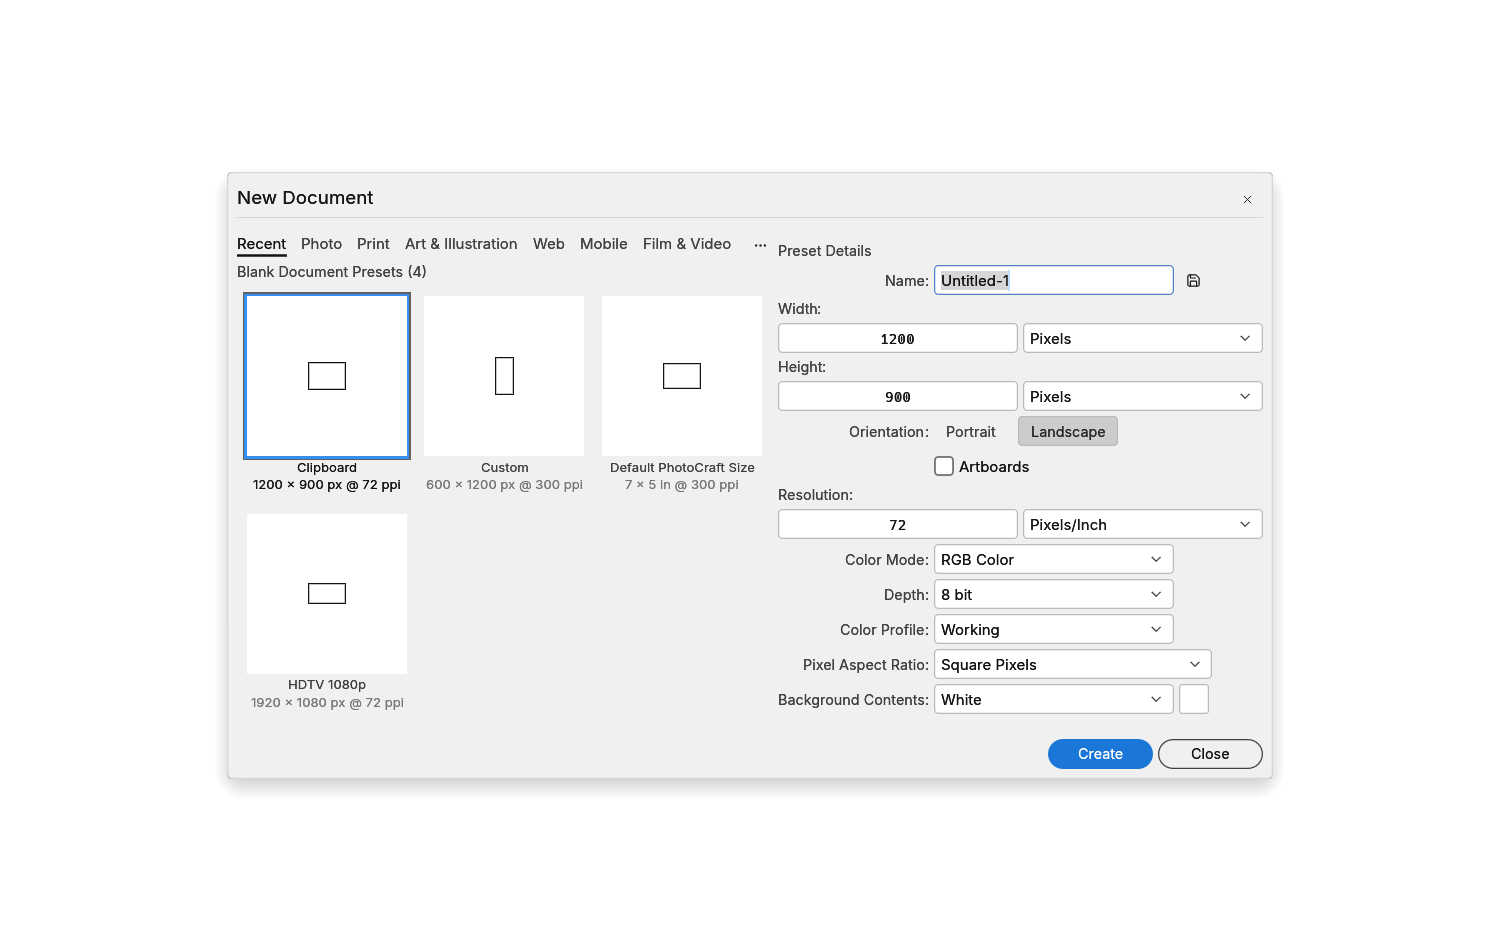 New Document
Recent Photo Print Art & Illustration Web Mobile Film & Video ...
Blank Document Presets (4)
Clipboard
1200 × 900 px @ 72 ppi
Custom
600 × 1200 px @ 300 ppi
Default PhotoCraft Size
7 × 5 in @ 300 ppi
HDTV 1080p
1920 × 1080 px @ 72 ppi
Preset Details
Name: Untitled-1
Width:
1200 Pixels
Height:
900 Pixels
Orientation: Portrait Landscape
Artboards
Resolution:
72 Pixels/Inch
Color Mode: RGB Color
Depth: 8 bit
Color Profile: Working
Pixel Aspect Ratio: Square Pixels
Background Contents: White
Create Close